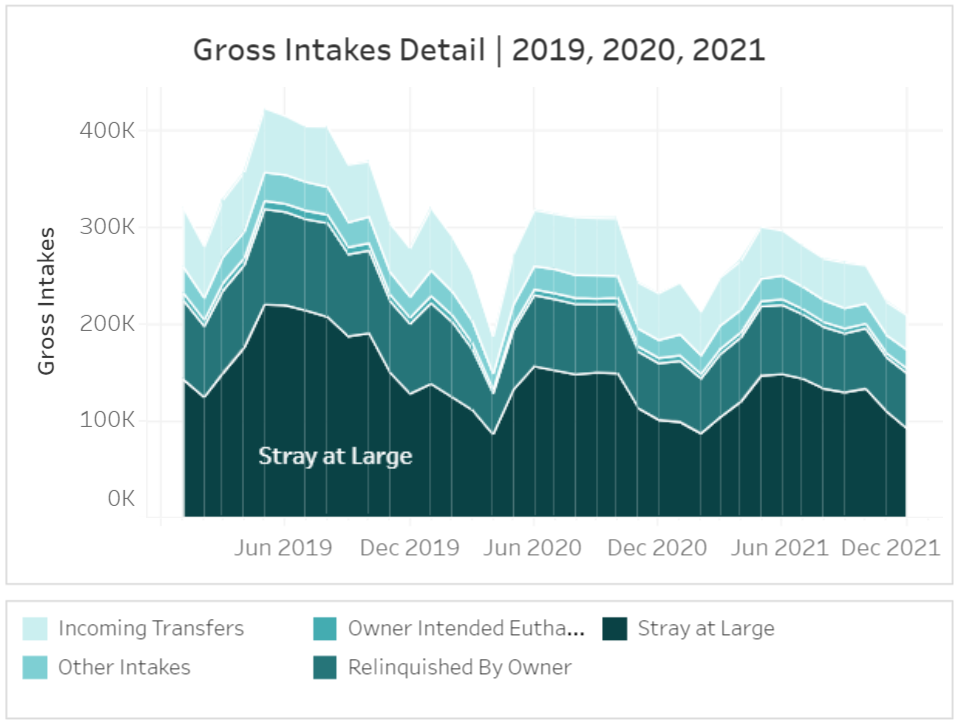 Gross Intakes Detail | 2019, 2020, 2021
Gross Intakes
400K
300K
200K
100K
0K
Stray at Large
Jun 2019 Dec 2019 Jun 2020 Dec 2020 Jun 2021 Dec 2021
Incoming Transfers Owner Intended Eutha... Stray at Large
Other Intakes Relinquished By Owner